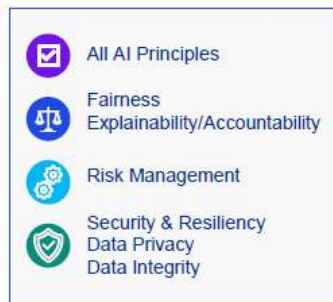 All AI Principles
Fairness
Explainability/Accountability
Risk Management
Security & Resiliency
Data Privacy
Data Integrity